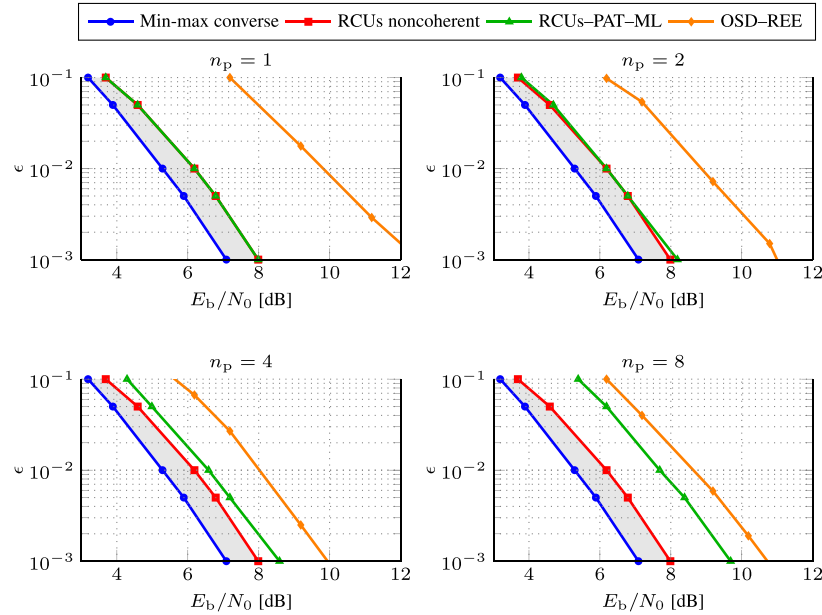 Min-max converse RCUs noncoherent RCUs–PAT–ML OSD–REE
n_p = 1
n_p = 2
10^{-1}
10^{-2}
10^{-3}
ϵ
4 6 8 10 12
E_b/N_0 [dB]
10^{-1}
10^{-2}
10^{-3}
ϵ
4 6 8 10 12
E_b/N_0 [dB]
n_p = 4
n_p = 8
10^{-1}
10^{-2}
10^{-3}
ϵ
4 6 8 10 12
E_b/N_0 [dB]
10^{-1}
10^{-2}
10^{-3}
ϵ
4 6 8 10 12
E_b/N_0 [dB]